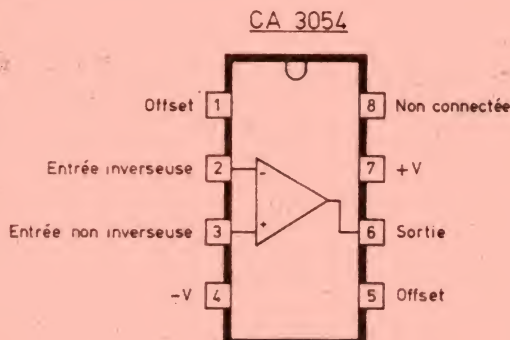 CA 3054
Offset 1
8 Non connectée
Entrée inverseuse 2
-
7 +V
Entrée non inverseuse 3
+
6 Sortie
-V 4
5 Offset